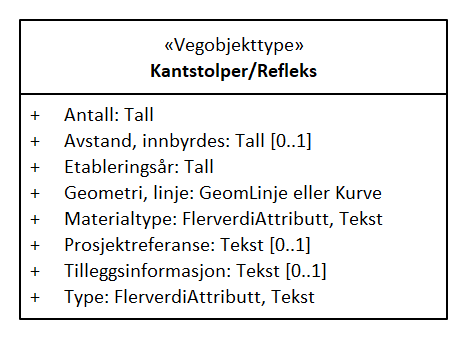 «Vegobjekttype»
Kantstolper/Refleks
+ Antall: Tall
+ Avstand, innbyrdes: Tall [0..1]
+ Etableringsår: Tall
+ Geometri, linje: GeomLinje eller Kurve
+ Materialtype: FlerverdiAttributt, Tekst
+ Prosjektreferanse: Tekst [0..1]
+ Tilleggsinformasjon: Tekst [0..1]
+ Type: FlerverdiAttributt, Tekst